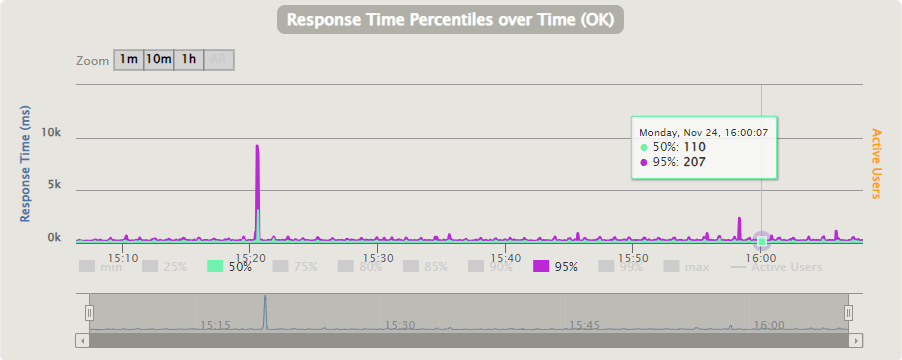 Response Time Percentiles over Time (OK)
Zoom 1m 10m 1h All
Response Time (ms)
10k
5k
0k
Active Users
Monday, Nov 24, 16:00:07
50%: 110
95%: 207
15:10 15:20 15:30 15:40 15:50 16:00
min 25% 50% 75% 80% 85% 90% 95% 99% max Active Users
15:15 15:30 15:45 16:00